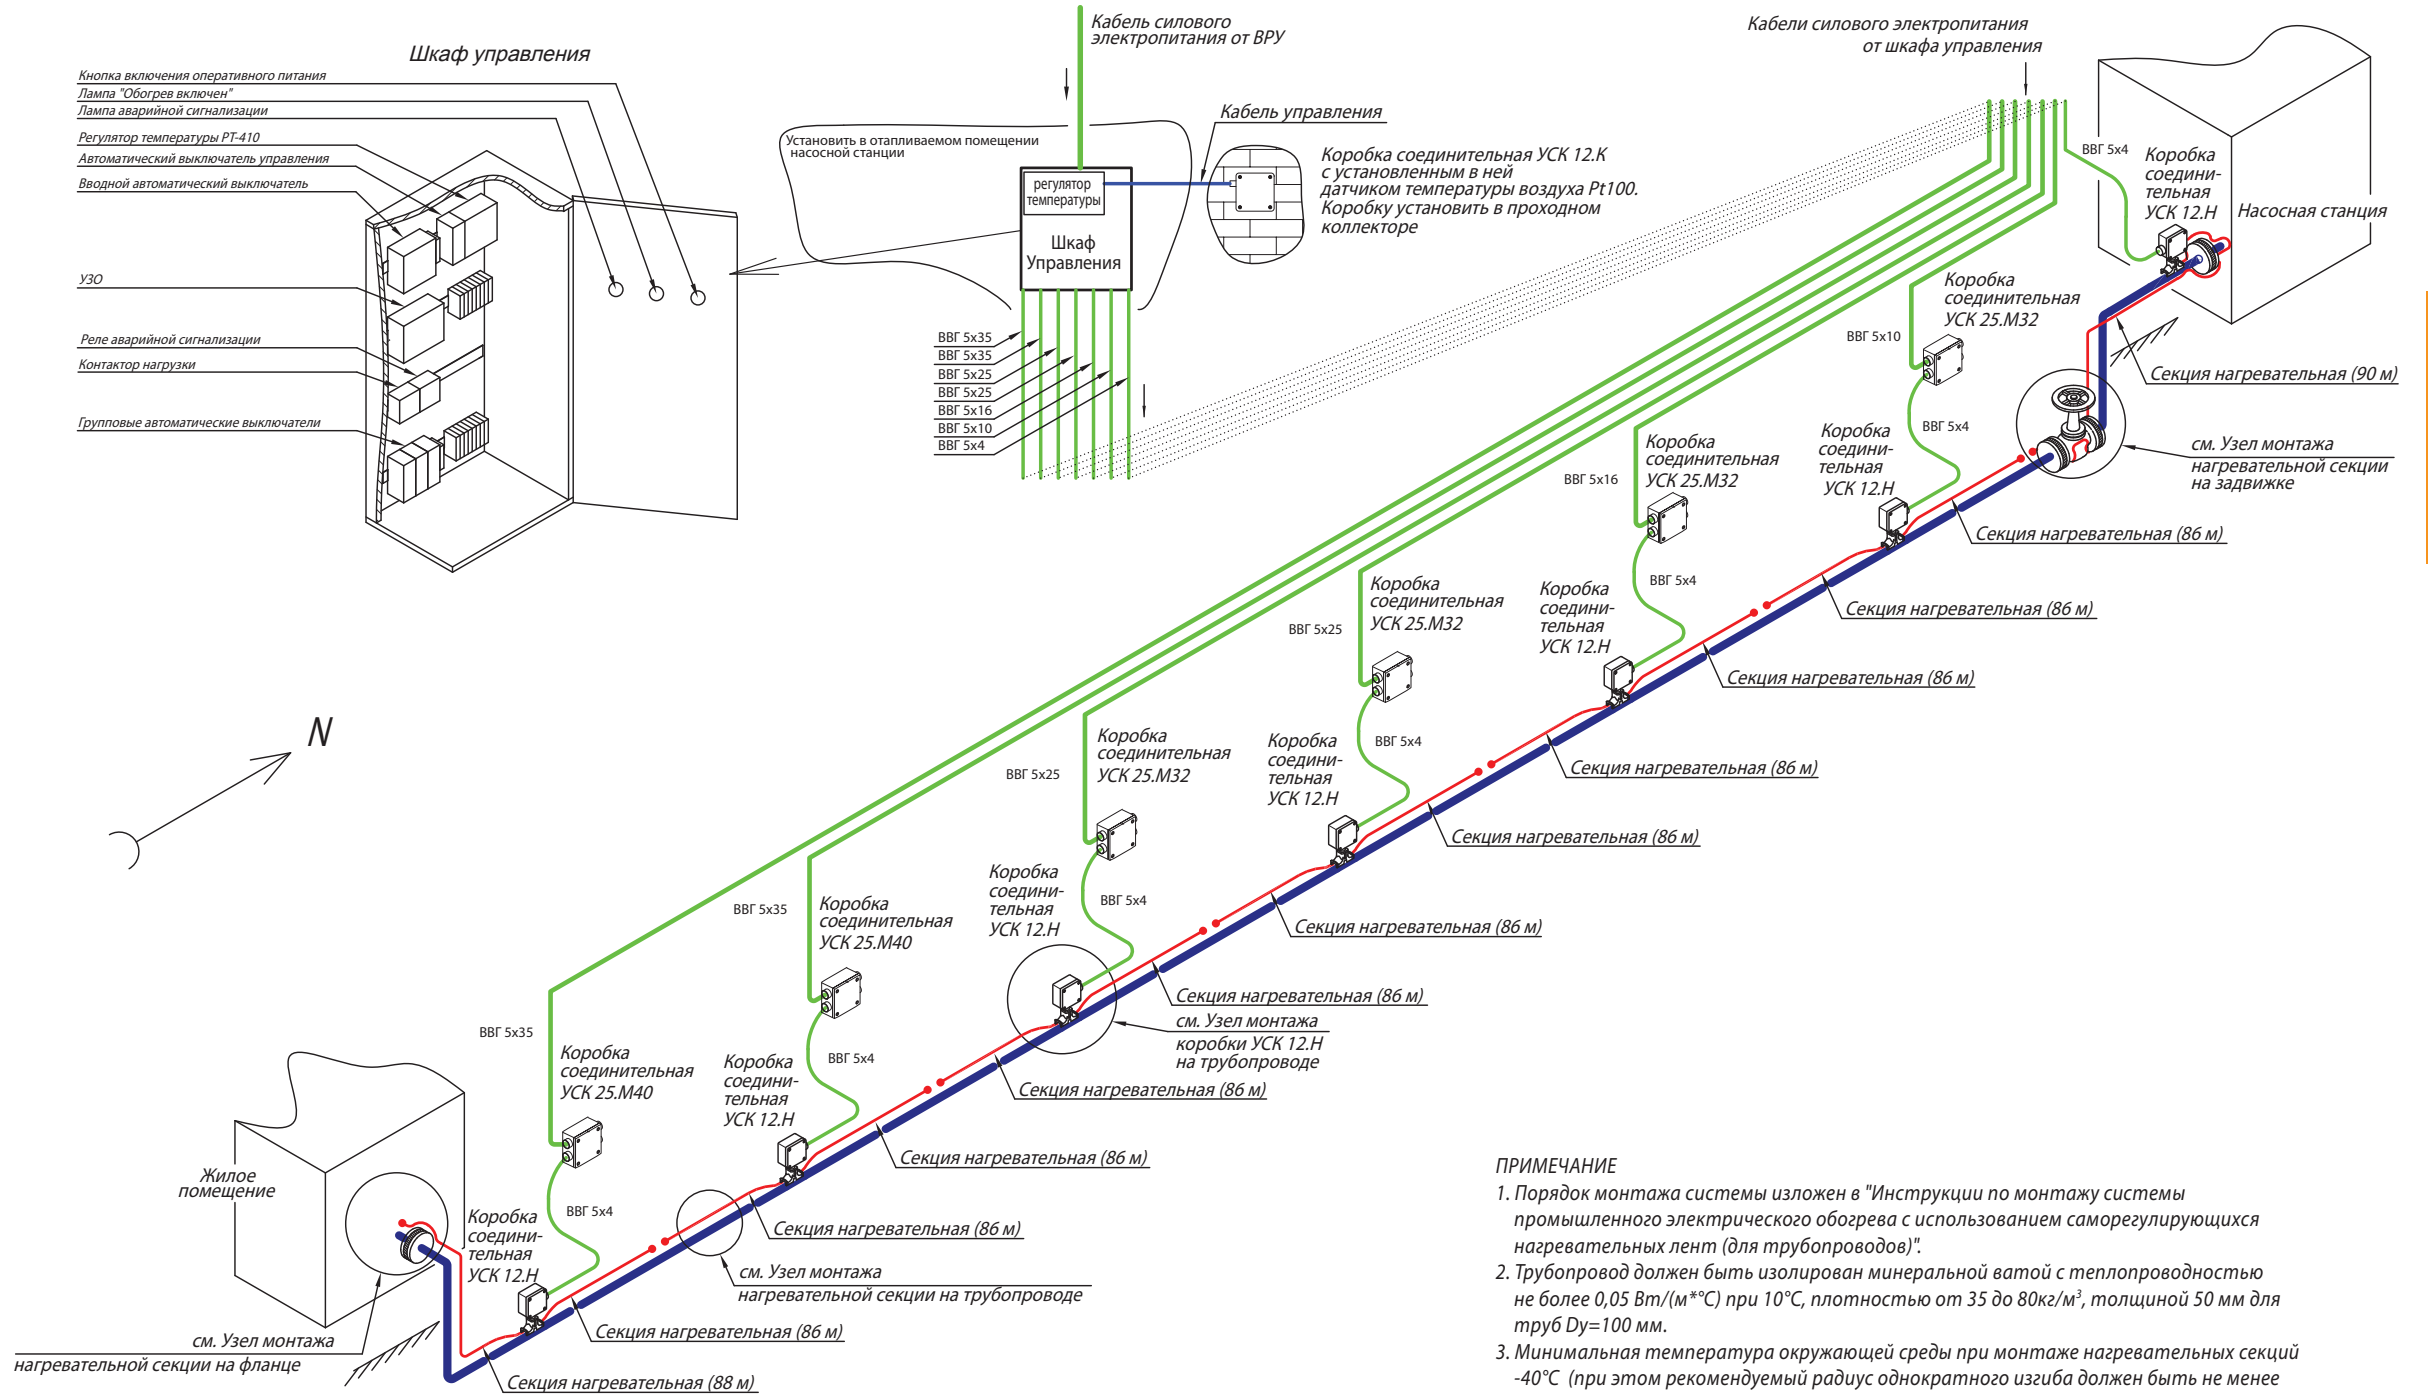 Шкаф управления
Кнопка включения оперативного питания
Лампа "Обогрев включен"
Лампа аварийной сигнализации
Регулятор температуры РТ-410
Автоматический выключатель управления
Вводной автоматический выключатель
УЗО
Реле аварийной сигнализации
Контактор нагрузки
Групповые автоматические выключатели
Кабель силового
электропитания от ВРУ
Установить в отапливаемом помещении
насосной станции
регулятор
температуры
Шкаф
Управления
Кабель управления
Коробка соединительная УСК 12.К
с установленным в ней
датчиком температуры воздуха Pt100.
Коробку установить в проходном
коллекторе
ВВГ 5х35
ВВГ 5х35
ВВГ 5х25
ВВГ 5х25
ВВГ 5х16
ВВГ 5х10
ВВГ 5х4
Кабели силового электропитания
от шкафа управления
ВВГ 5х4
Коробка
соедини-
тельная
УСК 12.Н
Насосная станция
Коробка
соединительная
УСК 25.М32
ВВГ 5х10
Секция нагревательная (90 м)
ВВГ 5х4
Коробка
соедини-
тельная
УСК 12.Н
см. Узел монтажа
нагревательной секции
на задвижке
Коробка
соединительная
УСК 25.М32
ВВГ 5х16
Секция нагревательная (86 м)
ВВГ 5х4
Коробка
соедини-
тельная
УСК 12.Н
Секция нагревательная (86 м)
Коробка
соединительная
УСК 25.М32
ВВГ 5х25
Секция нагревательная (86 м)
ВВГ 5х4
Коробка
соедини-
тельная
УСК 12.Н
Секция нагревательная (86 м)
Коробка
соединительная
УСК 25.М32
ВВГ 5х25
Секция нагревательная (86 м)
ВВГ 5х4
Коробка
соедини-
тельная
УСК 12.Н
Секция нагревательная (86 м)
N
ВВГ 5х35
Коробка
соединительная
УСК 25.М40
Секция нагревательная (86 м)
см. Узел монтажа
коробки УСК 12.Н
на трубопроводе
ВВГ 5х4
Коробка
соедини-
тельная
УСК 12.Н
Секция нагревательная (86 м)
ВВГ 5х35
Коробка
соединительная
УСК 25.М40
Секция нагревательная (86 м)
ВВГ 5х4
Коробка
соедини-
тельная
УСК 12.Н
Секция нагревательная (86 м)
см. Узел монтажа
нагревательной секции на трубопроводе
Жилое
помещение
Секция нагревательная (86 м)
см. Узел монтажа
нагревательной секции на фланце
Секция нагревательная (88 м)
ПРИМЕЧАНИЕ
1. Порядок монтажа системы изложен в "Инструкции по монтажу системы
промышленного электрического обогрева с использованием саморегулирующихся
нагревательных лент (для трубопроводов)".
2. Трубопровод должен быть изолирован минеральной ватой с теплопроводностью
не более 0,05 Вт/(м*°С) при 10°С, плотностью от 35 до 80кг/м³, толщиной 50 мм для
труб Dу=100 мм.
3. Минимальная температура окружающей среды при монтаже нагревательных секций
-40°С (при этом рекомендуемый радиус однократного изгиба должен быть не менее